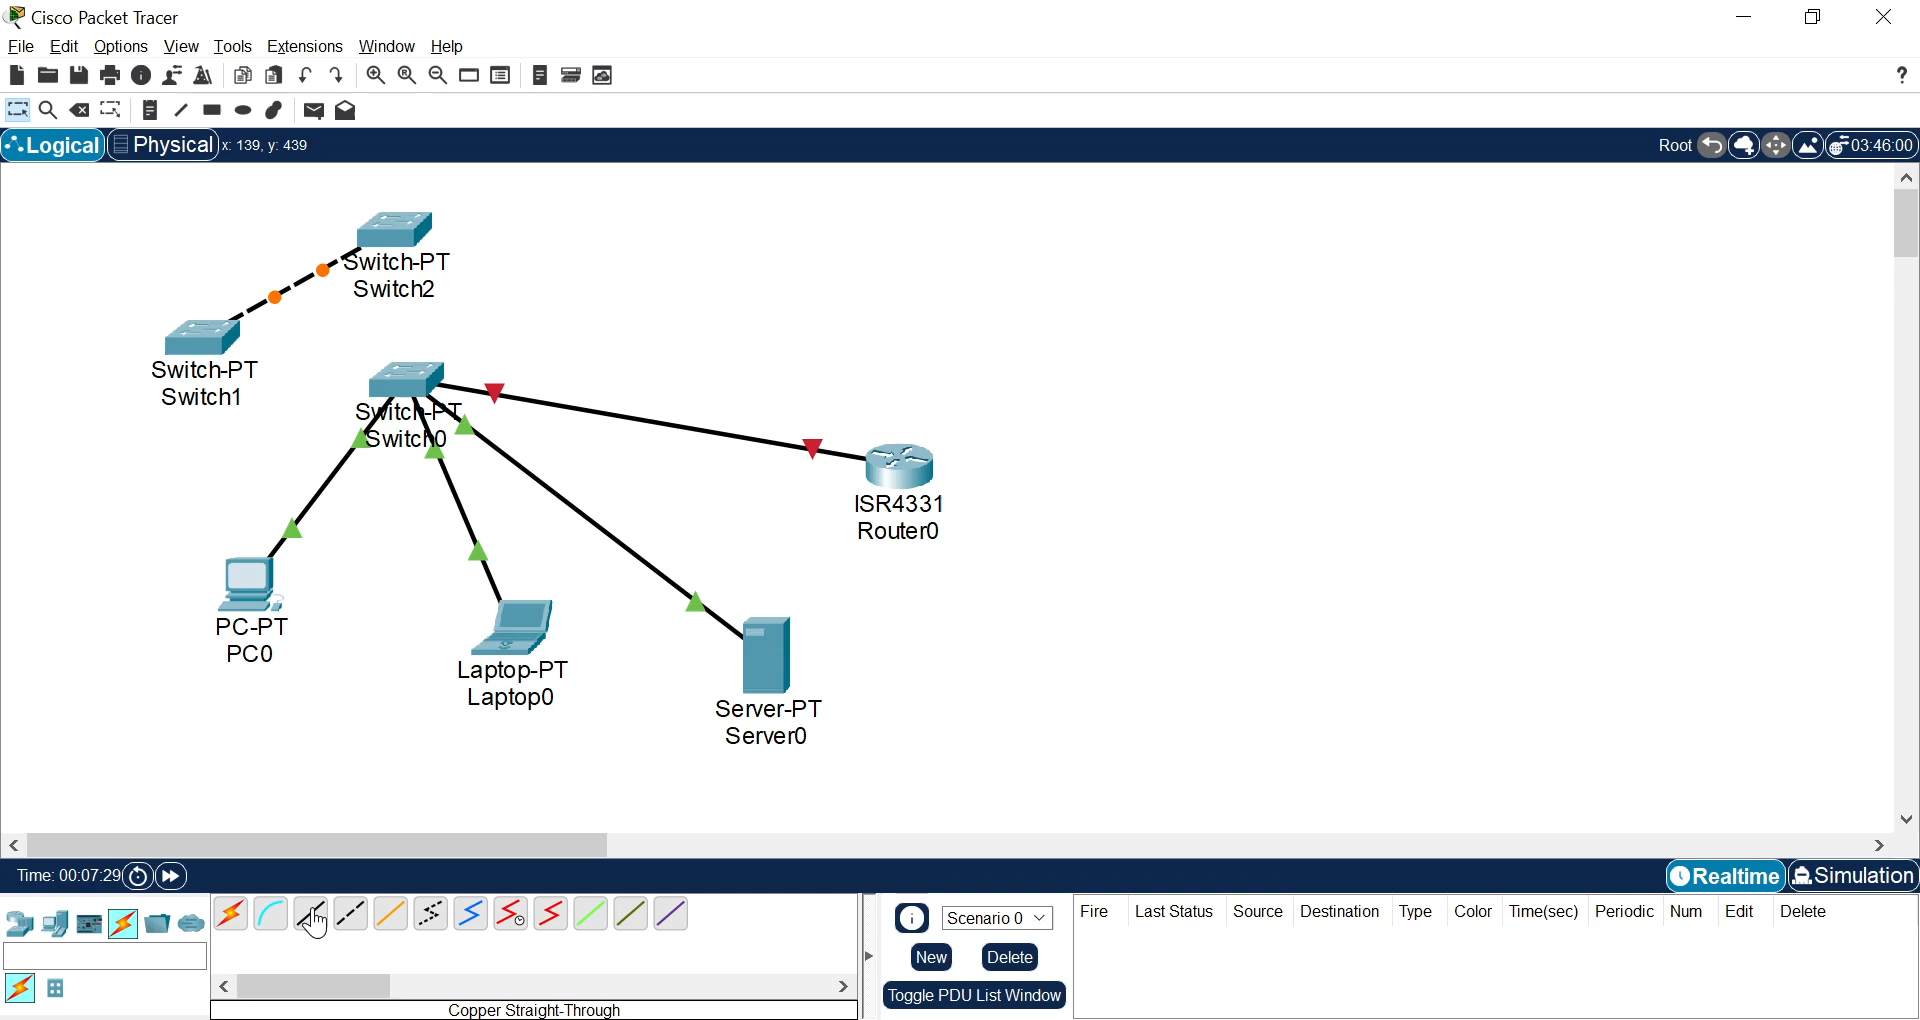 Cisco Packet Tracer
File Edit Options View Tools Extensions Window Help
?
Logical Physical x: 139, y: 439 Root 03:46:00
Switch-PT
Switch2
Switch-PT
Switch1
Switch-PT
Switch0
ISR4331
Router0
PC-PT
PC0
Laptop-PT
Laptop0
Server-PT
Server0
Time: 00:07:29 Realtime Simulation
Scenario 0
New Delete
Toggle PDU List Window
Fire Last Status Source Destination Type Color Time(sec) Periodic Num Edit Delete
Copper Straight-Through